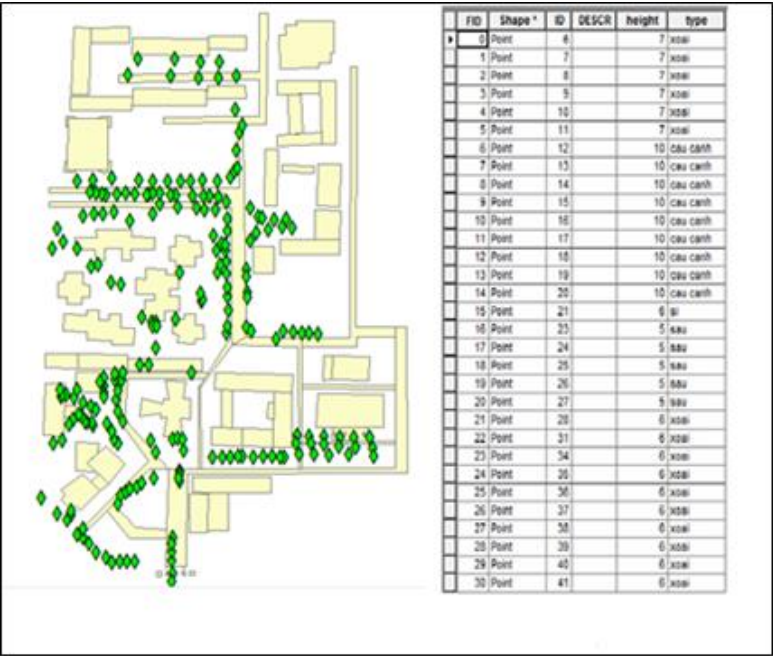 FID Shape * ID DESCR height type
0 Point 6 7 xoai
1 Point 7 7 xoai
2 Point 8 7 xoai
3 Point 9 7 xoai
4 Point 10 7 xoai
5 Point 11 7 xoai
6 Point 12 10 cau canh
7 Point 13 10 cau canh
8 Point 14 10 cau canh
9 Point 15 10 cau canh
10 Point 16 10 cau canh
11 Point 17 10 cau canh
12 Point 18 10 cau canh
13 Point 19 10 cau canh
14 Point 20 10 cau canh
15 Point 21 6 si
16 Point 23 5 sau
17 Point 24 5 sau
18 Point 25 5 sau
19 Point 26 5 sau
20 Point 27 5 sau
21 Point 28 6 xoai
22 Point 31 6 xoai
23 Point 34 6 xoai
24 Point 35 6 xoai
25 Point 36 6 xoai
26 Point 37 6 xoai
27 Point 38 6 xoai
28 Point 39 6 xoai
29 Point 40 6 xoai
30 Point 41 6 xoai